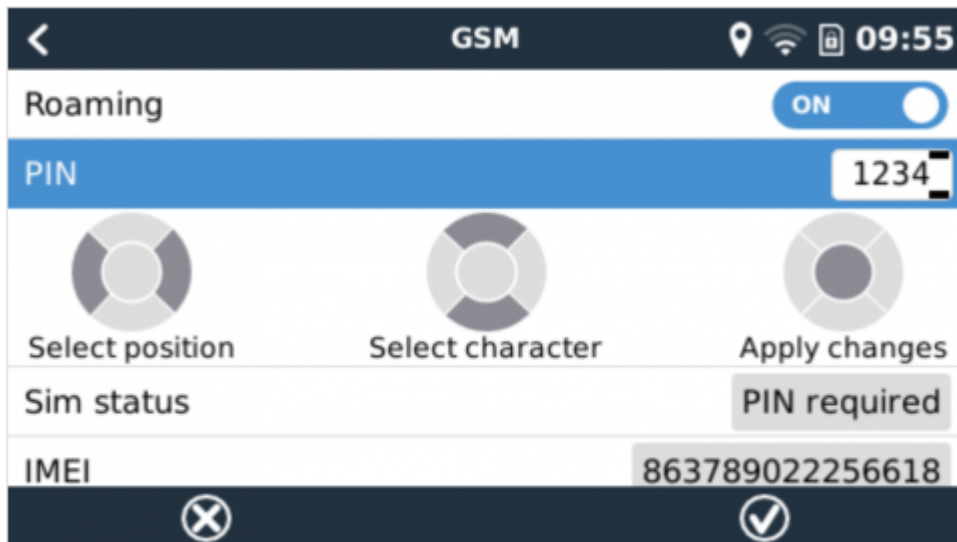 GSM 09:55
Roaming ON
PIN 1234
Select position Select character Apply changes
Sim status PIN required
IMEI 863789022256618